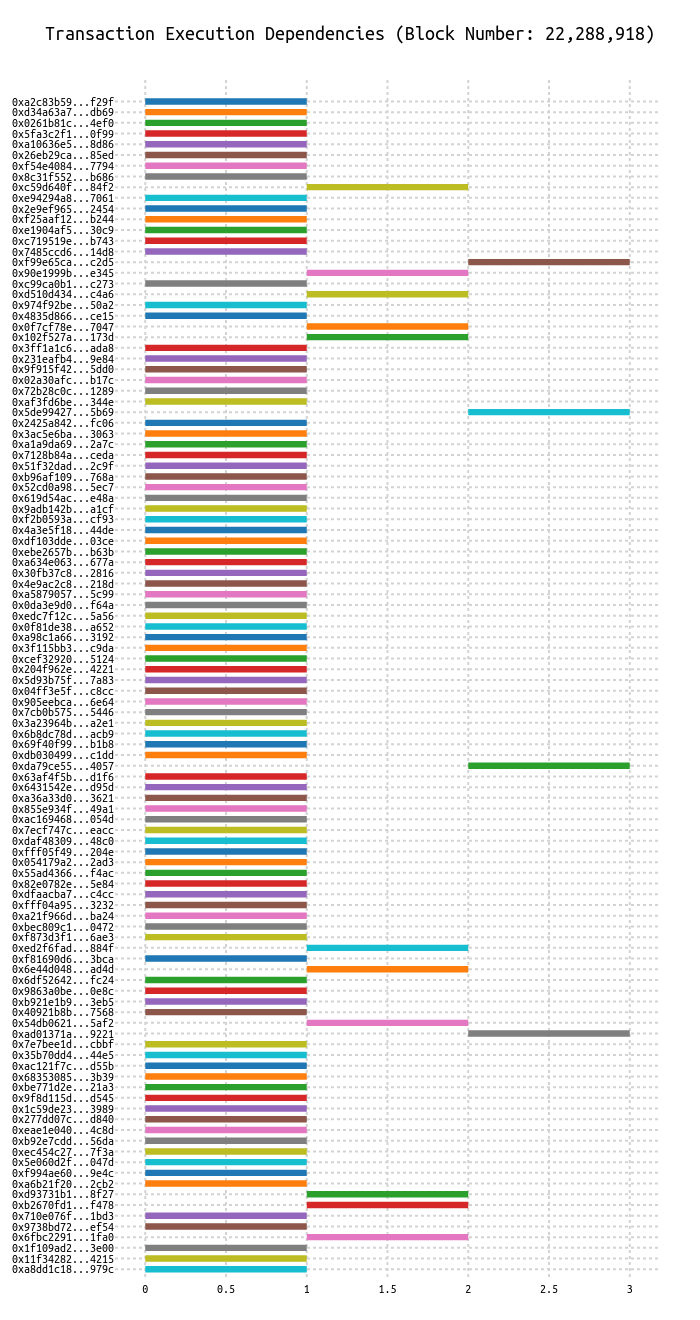 Transaction Execution Dependencies (Block Number: 22,288,918)
0xa2c83b59...f29f
0xd34a63a7...db69
0x0261b81c...4ef0
0x5fa3c2f1...0f99
0xa10636e5...8d86
0x26eb29ca...85ed
0xf54e4084...7794
0x8c31f552...b686
0xc59d640f...84f2
0xe94294a8...7061
0x2e9ef965...2454
0xf25aaf12...b244
0xe1904af5...30c9
0xc719519e...b743
0x7485ccd6...14d8
0xf99e65ca...c2d5
0x90e1999b...e345
0xc99ca0b1...c273
0xd510d434...c4a6
0x974f92be...50a2
0x4835d866...ce15
0x0f7cf78e...7047
0x102f527a...173d
0x3ff1a1c6...ada8
0x231eafb4...9e84
0x9f915f42...5dd0
0x02a30afc...b17c
0x72b28c0c...1289
0xaf3fd6be...344e
0x5de99427...5b69
0x2425a842...fc06
0x3ac5e6ba...3063
0xa1a9da69...2a7c
0x7128b84a...ceda
0x51f32dad...2c9f
0xb96af109...768a
0x52cd0a98...5ec7
0x619d54ac...e48a
0x9adb142b...a1cf
0xf2b0593a...cf93
0x4a3e5f18...44de
0xdf103dde...03ce
0xebe2657b...b63b
0xa634e063...677a
0x30fb37c8...2816
0x4e9ac2c8...218d
0xa5879057...5c99
0x0da3e9d0...f64a
0xedc7f12c...5a56
0x0f81de38...a652
0xa98c1a66...3192
0x3f115bb3...c9da
0xcef32920...5124
0x204f962e...4221
0x5d93b75f...7a83
0x04ff3e5f...c8cc
0x905eebca...6e64
0x7cb0b575...5446
0x3a23964b...a2e1
0x6b8dc78d...acb9
0x69f40f99...b1b8
0xdb030499...c1dd
0xda79ce55...4057
0x63af4f5b...d1f6
0x6431542e...d95d
0xa36a33d0...3621
0x855e934f...49a1
0xac169468...054d
0x7ecf747c...eacc
0xdaf48309...48c0
0xfff05f49...204e
0x054179a2...2ad3
0x55ad4366...f4ac
0x82e0782e...5e84
0xdfaacba7...c4cc
0xfff04a95...3232
0xa21f966d...ba24
0xbec809c1...0472
0xf873d3f1...6ae3
0xed2f6fad...884f
0xf81690d6...3bca
0x6e44d048...ad4d
0x6df52642...fc24
0x9863a0be...0e8c
0xb921e1b9...3eb5
0x40921b8b...7568
0x54db0621...5af2
0xad01371a...9221
0x7e7bee1d...cbbf
0x35b70dd4...44e5
0xac121f7c...d55b
0x68353085...3b39
0xbe771d2e...21a3
0x9f8d115d...d545
0x1c59de23...3989
0x277dd07c...d840
0xeae1e040...4c8d
0xb92e7cdd...56da
0xec454c27...7f3a
0x5e060d2f...047d
0xf994ae60...9e4c
0xa6b21f20...2cb2
0xd93731b1...8f27
0xb2670fd1...f478
0x710e076f...1bd3
0x9738bd72...ef54
0x6fbc2291...1fa0
0x1f109ad2...3e00
0x11f34282...4215
0xa8dd1c18...979c
0 0.5 1 1.5 2 2.5 3